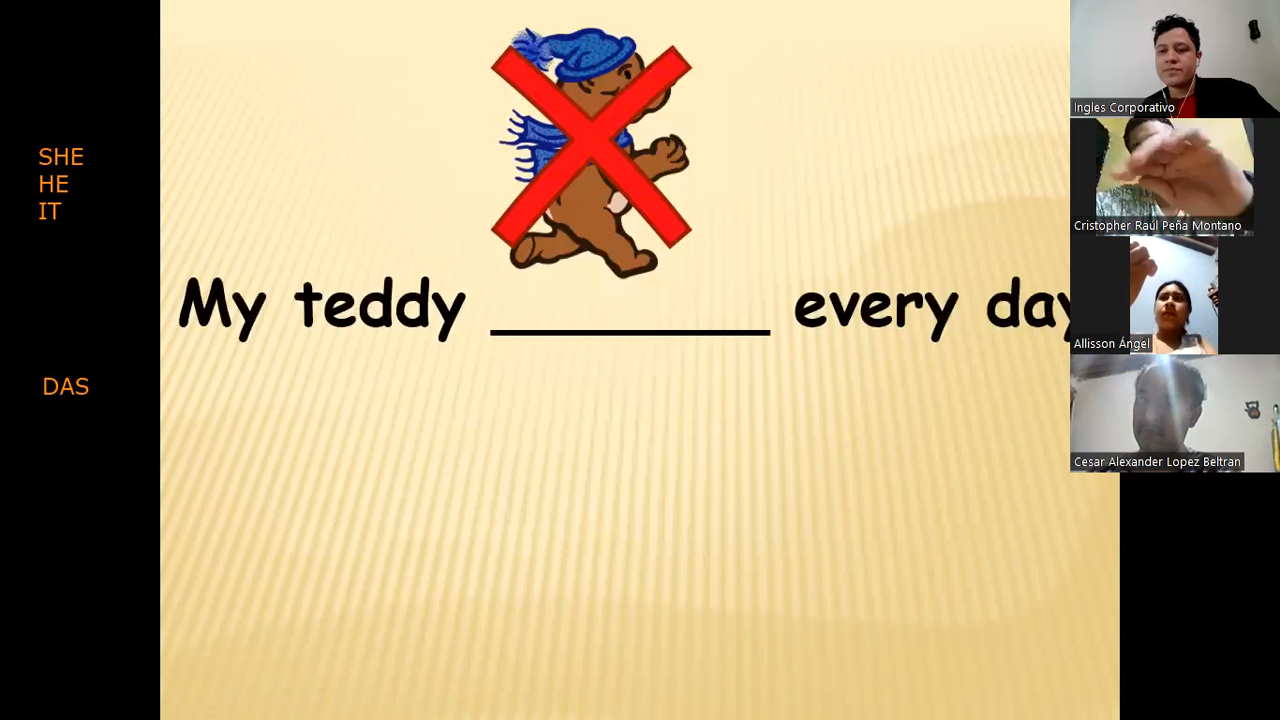 SHE
HE
IT
DAS
My teddy ________ every day
Ingles Corporativo
Cristopher Raúl Peña Montano
Allisson Ángel
Cesar Alexander Lopez Beltran